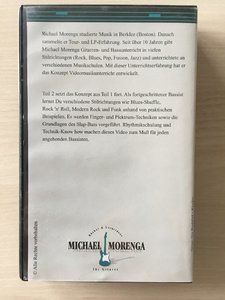 Michael Morenga studierte Musik in Berklee (Boston). Danach
sammelte er Tour- und LP-Erfahrung. Seit über 10 Jahren gibt
Michael Morenga Gitarren- und Bassunterricht in vielen
Stilrichtungen (Rock, Blues, Pop, Fusion, Jazz) und unterrichtete an
verschiedenen Musikschulen. Mit dieser Unterrichtserfahrung hat er
das Konzept Videomusikunterricht entwickelt.
Teil 2 setzt das Konzept aus Teil 1 fort. Als fortgeschrittener Bassist
lernst Du verschiedene Stilrichtungen wie Blues-Shuffle,
Rock 'n' Roll, Modern Rock und Funk anhand von praktischen
Beispielen. Es werden Finger- und Plektrum-Techniken sowie die
Grundlagen des Slap-Bass vorgeführt. Rhythmikschulung und
Technik-Know how machen dieses Video zum Muß für jeden
angehenden Bassisten.
MICHAEL MORENGA
für Gitarre
© Alle Rechte vorbehalten